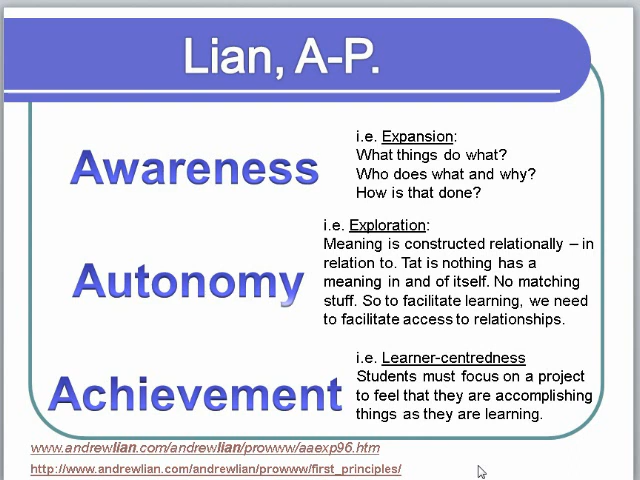 Lian, A-P.
Awareness
i.e. Expansion:
What things do what?
Who does what and why?
How is that done?
Autonomy
i.e. Exploration:
Meaning is constructed relationally – in
relation to. Tat is nothing has a
meaning in and of itself. No matching
stuff. So to facilitate learning, we need
to facilitate access to relationships.
Achievement
i.e. Learner-centredness
Students must focus on a project
to feel that they are accomplishing
things as they are learning.
www.andrewlian.com/andrewlian/prowww/aaexp96.htm
http://www.andrewlian.com/andrewlian/prowww/first_principles/